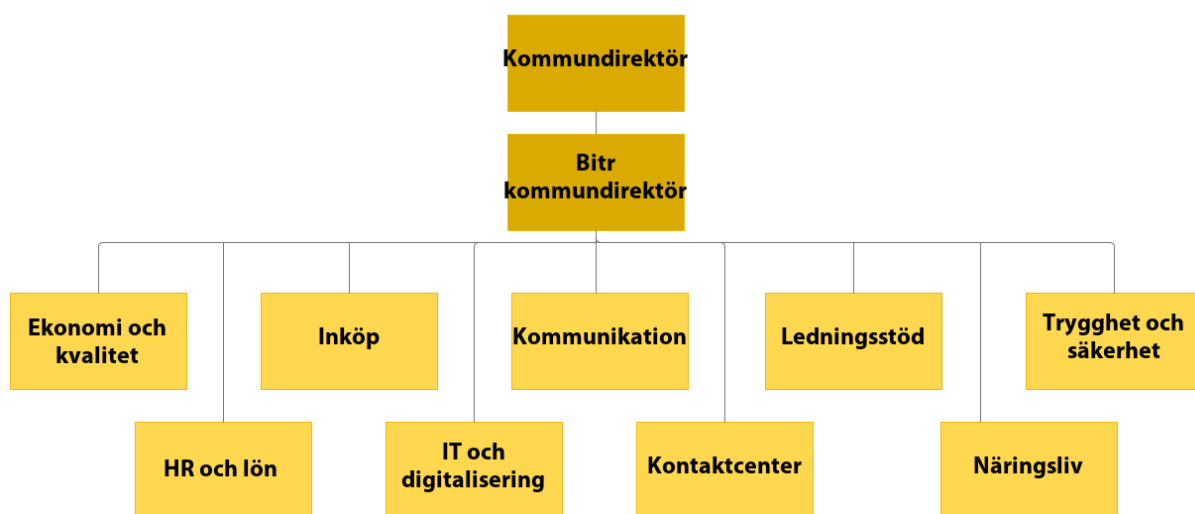 Kommundirektör
Bitr
kommundirektör
Ekonomi och
kvalitet
Inköp
Kommunikation
Ledningsstöd
Trygghet och
säkerhet
HR och lön
IT och
digitalisering
Kontaktcenter
Näringsliv